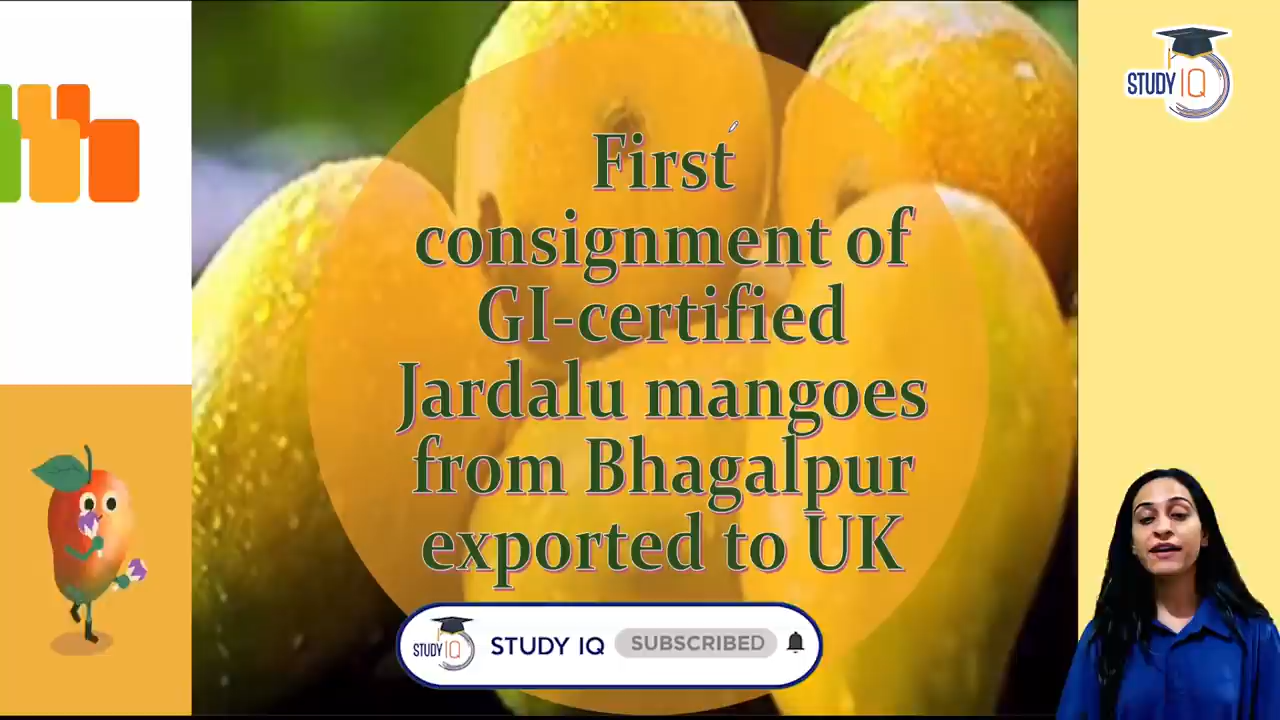 STUDY IQ
First
consignment of
GI-certified
Jardalu mangoes
from Bhagalpur
exported to UK
STUDY IQ STUDY IQ SUBSCRIBED